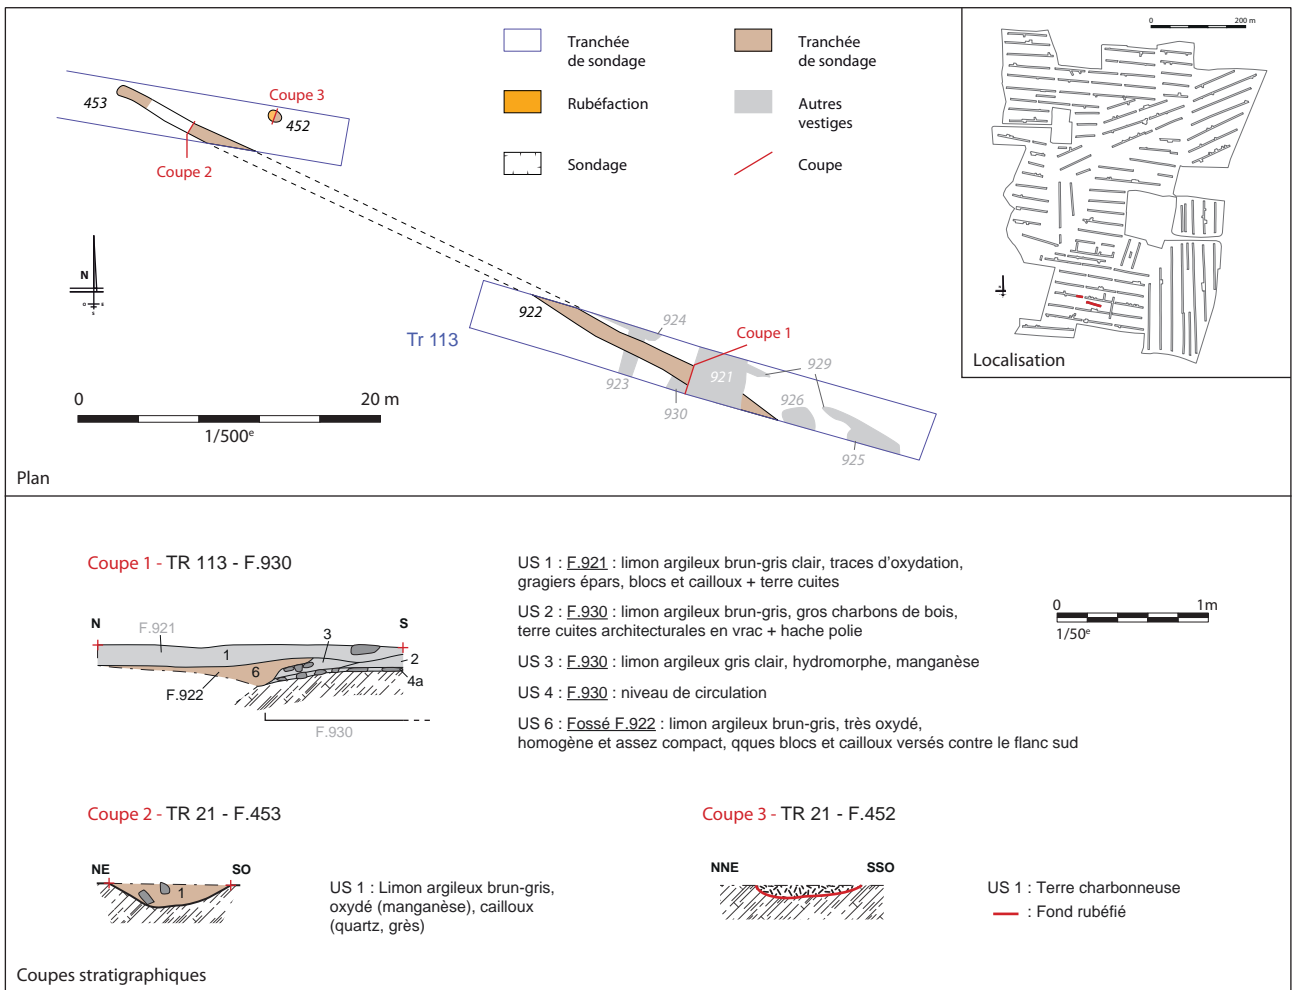 Tranchée
de sondage
Tranchée
de sondage
Rubéfaction
Autres
vestiges
Sondage
Coupe
453
Coupe 3
452
Coupe 2
N
O E
S
922
Tr 113
924
Coupe 1
923
921
929
930
926
925
0 20 m
1/500e
Plan
0 200 m
Localisation
Coupe 1 - TR 113 - F.930
N S
F.921
1
3
2
6
4a
F.922
F.930
US 1 : F.921 : limon argileux brun-gris clair, traces d'oxydation,
gragiers épars, blocs et cailloux + terre cuites
US 2 : F.930 : limon argileux brun-gris, gros charbons de bois,
terre cuites architecturales en vrac + hache polie
US 3 : F.930 : limon argileux gris clair, hydromorphe, manganèse
US 4 : F.930 : niveau de circulation
US 6 : Fossé F.922 : limon argileux brun-gris, très oxydé,
homogène et assez compact, qques blocs et cailloux versés contre le flanc sud
0 1m
1/50e
Coupe 2 - TR 21 - F.453
NE SO
1
US 1 : Limon argileux brun-gris,
oxydé (manganèse), cailloux
(quartz, grès)
Coupe 3 - TR 21 - F.452
NNE SSO
US 1 : Terre charbonneuse
: Fond rubéfié
Coupes stratigraphiques